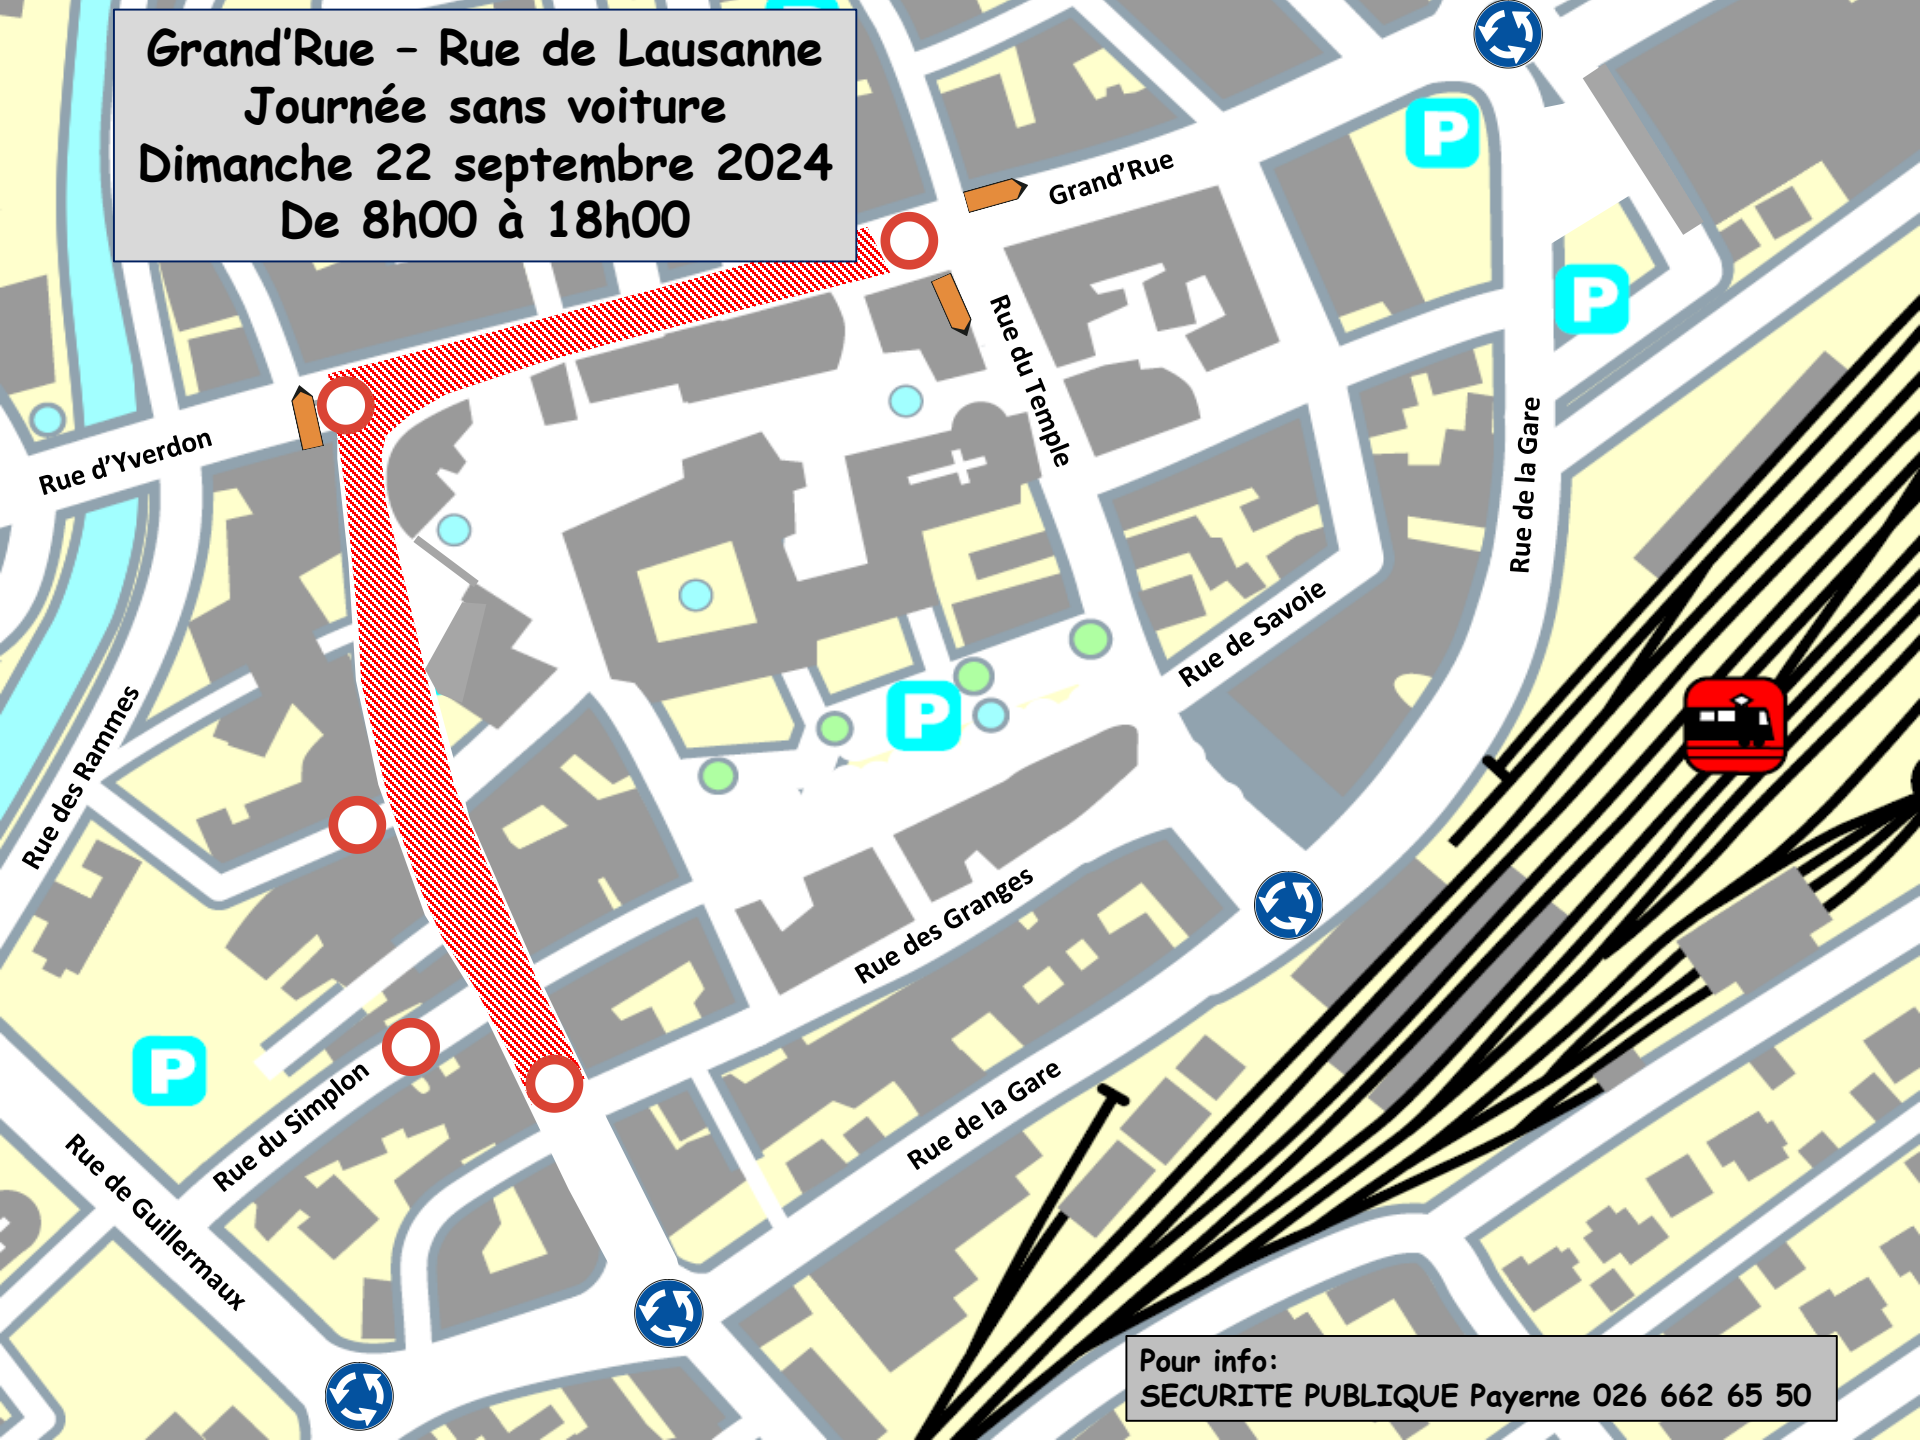 Grand'Rue – Rue de Lausanne
Journée sans voiture
Dimanche 22 septembre 2024
De 8h00 à 18h00
P
Grand'Rue
P
Rue du Temple
Rue d'Yverdon
Rue de la Gare
Rue de Savoie
Rue des Rammes
P
Rue des Granges
P
Rue du Simplon
Rue de la Gare
Rue de Guillermaux
Pour info:
SECURITE PUBLIQUE Payerne 026 662 65 50